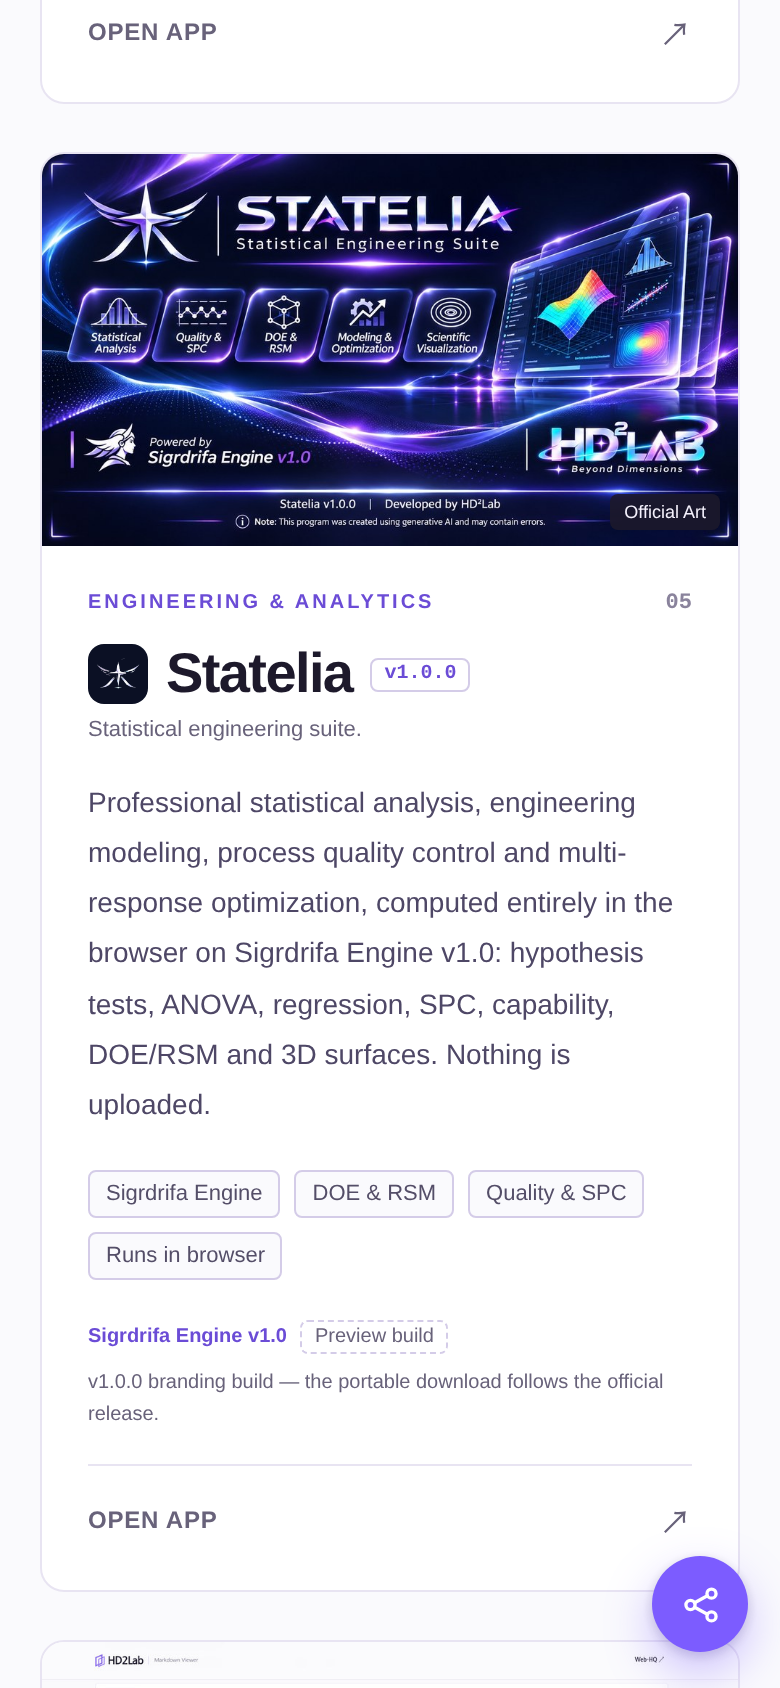 OPEN APP
STATELIA
Statistical Engineering Suite
Statistical
Analysis
Quality &
SPC
DOE &
RSM
Modeling &
Optimization
Scientific
Visualization
Powered by
Sigrdrifa Engine v1.0
HD²LAB
Beyond Dimensions
Statelia v1.0.0 | Developed by HD²Lab
Note: This program was created using generative AI and may contain errors.
Official Art
ENGINEERING & ANALYTICS 05
Statelia v1.0.0
Statistical engineering suite.
Professional statistical analysis, engineering
modeling, process quality control and multi-
response optimization, computed entirely in the
browser on Sigrdrifa Engine v1.0: hypothesis
tests, ANOVA, regression, SPC, capability,
DOE/RSM and 3D surfaces. Nothing is
uploaded.
Sigrdrifa Engine DOE & RSM Quality & SPC
Runs in browser
Sigrdrifa Engine v1.0 Preview build
v1.0.0 branding build — the portable download follows the official
release.
OPEN APP
HD2Lab Markdown Viewer Web-HQ